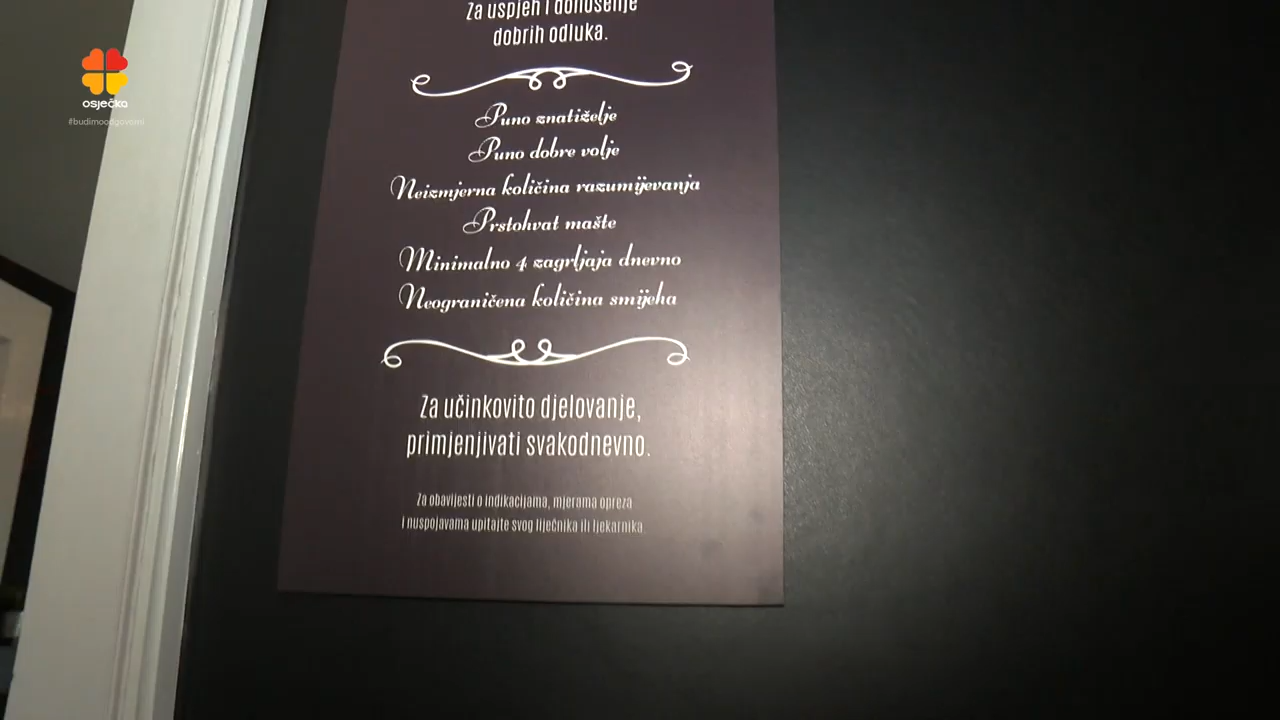 Za uspjeh i donošenje
dobrih odluka.
osječka
#budimoodgovorni
Puno znatiželje
Puno dobre volje
Neizmjerna količina razumijevanja
Prstohvat mašte
Minimalno 4 zagrljaja dnevno
Neograničena količina smijeha
Za učinkovito djelovanje,
primjenjivati svakodnevno.
Za obavijesti o indikacijama, mjerama opreza
i nuspojavama upitajte svog liječnika ili ljekarnika.